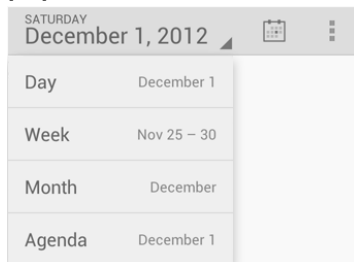 SATURDAY
December 1, 2012
Day December 1
Week Nov 25 – 30
Month December
Agenda December 1